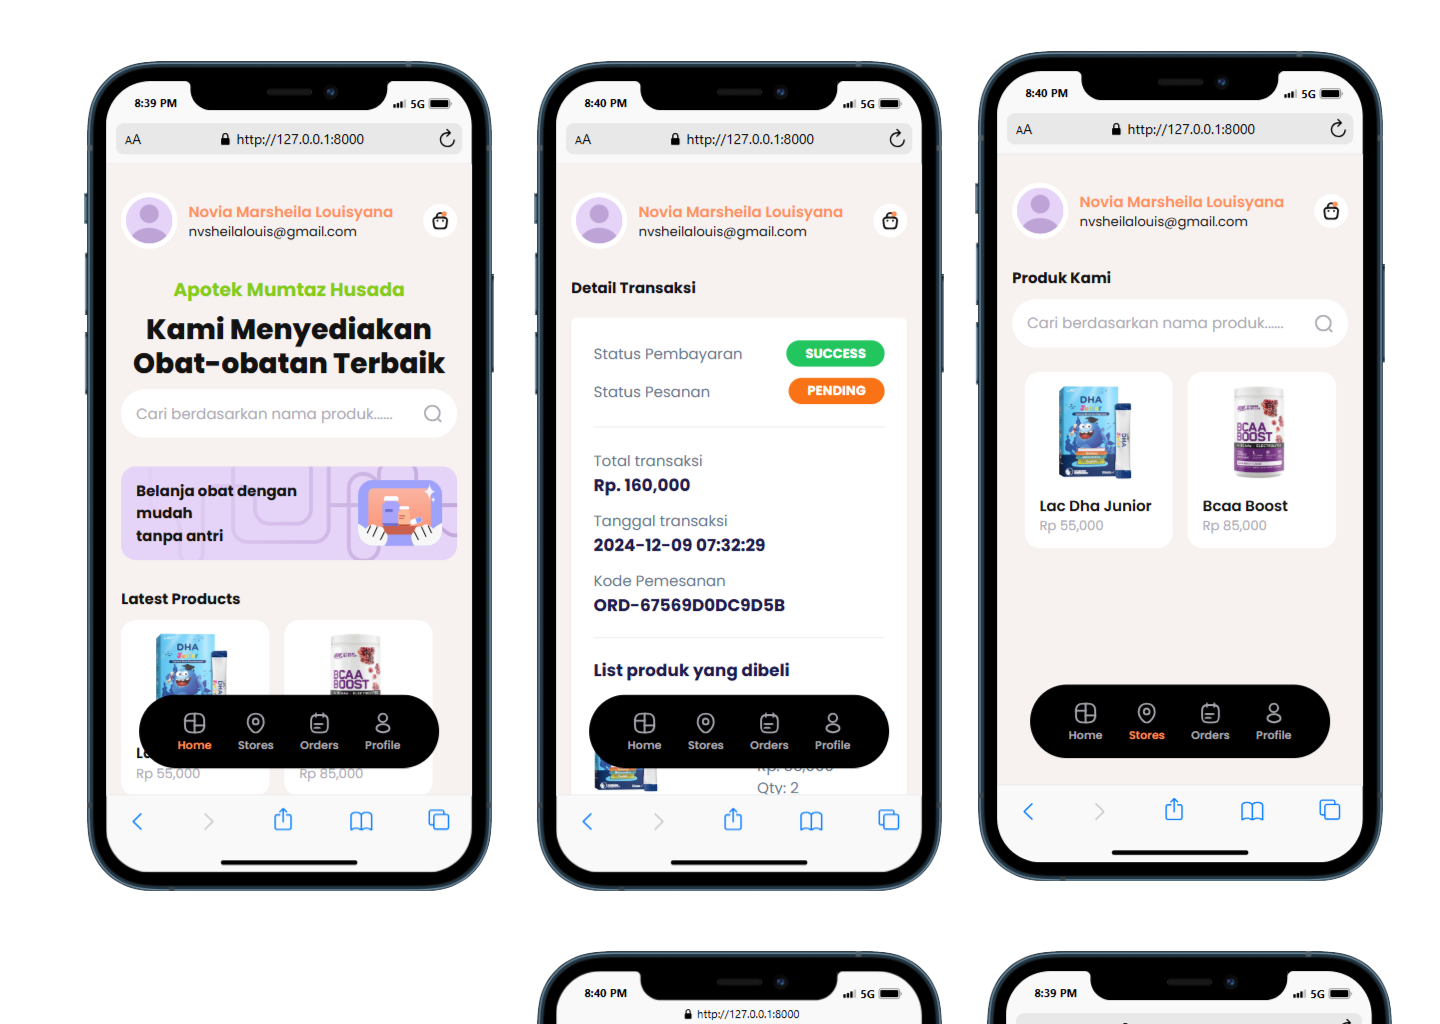 8:39 PM
5G
AA
http://127.0.0.1:8000
Novia Marsheila Louisyana
nvsheilalouis@gmail.com
Apotek Mumtaz Husada
Kami Menyediakan
Obat-obatan Terbaik
Cari berdasarkan nama produk......
Belanja obat dengan
mudah
tanpa antri
Latest Products
DHA
Junior
BCAA
BOOST
Home
Stores
Orders
Profile
Rp 55,000
Rp 85,000
8:40 PM
5G
AA
http://127.0.0.1:8000
Novia Marsheila Louisyana
nvsheilalouis@gmail.com
Detail Transaksi
Status Pembayaran
SUCCESS
Status Pesanan
PENDING
Total transaksi
Rp. 160,000
Tanggal transaksi
2024-12-09 07:32:29
Kode Pemesanan
ORD-67569D0DC9D5B
List produk yang dibeli
Home
Stores
Orders
Profile
Qty: 2
8:40 PM
5G
AA
http://127.0.0.1:8000
Novia Marsheila Louisyana
nvsheilalouis@gmail.com
Produk Kami
Cari berdasarkan nama produk......
DHA
Junior
DHA
BCAA
BOOST
Lac Dha Junior
Rp 55,000
Bcaa Boost
Rp 85,000
Home
Stores
Orders
Profile
8:40 PM
5G
http://127.0.0.1:8000
8:39 PM
5G